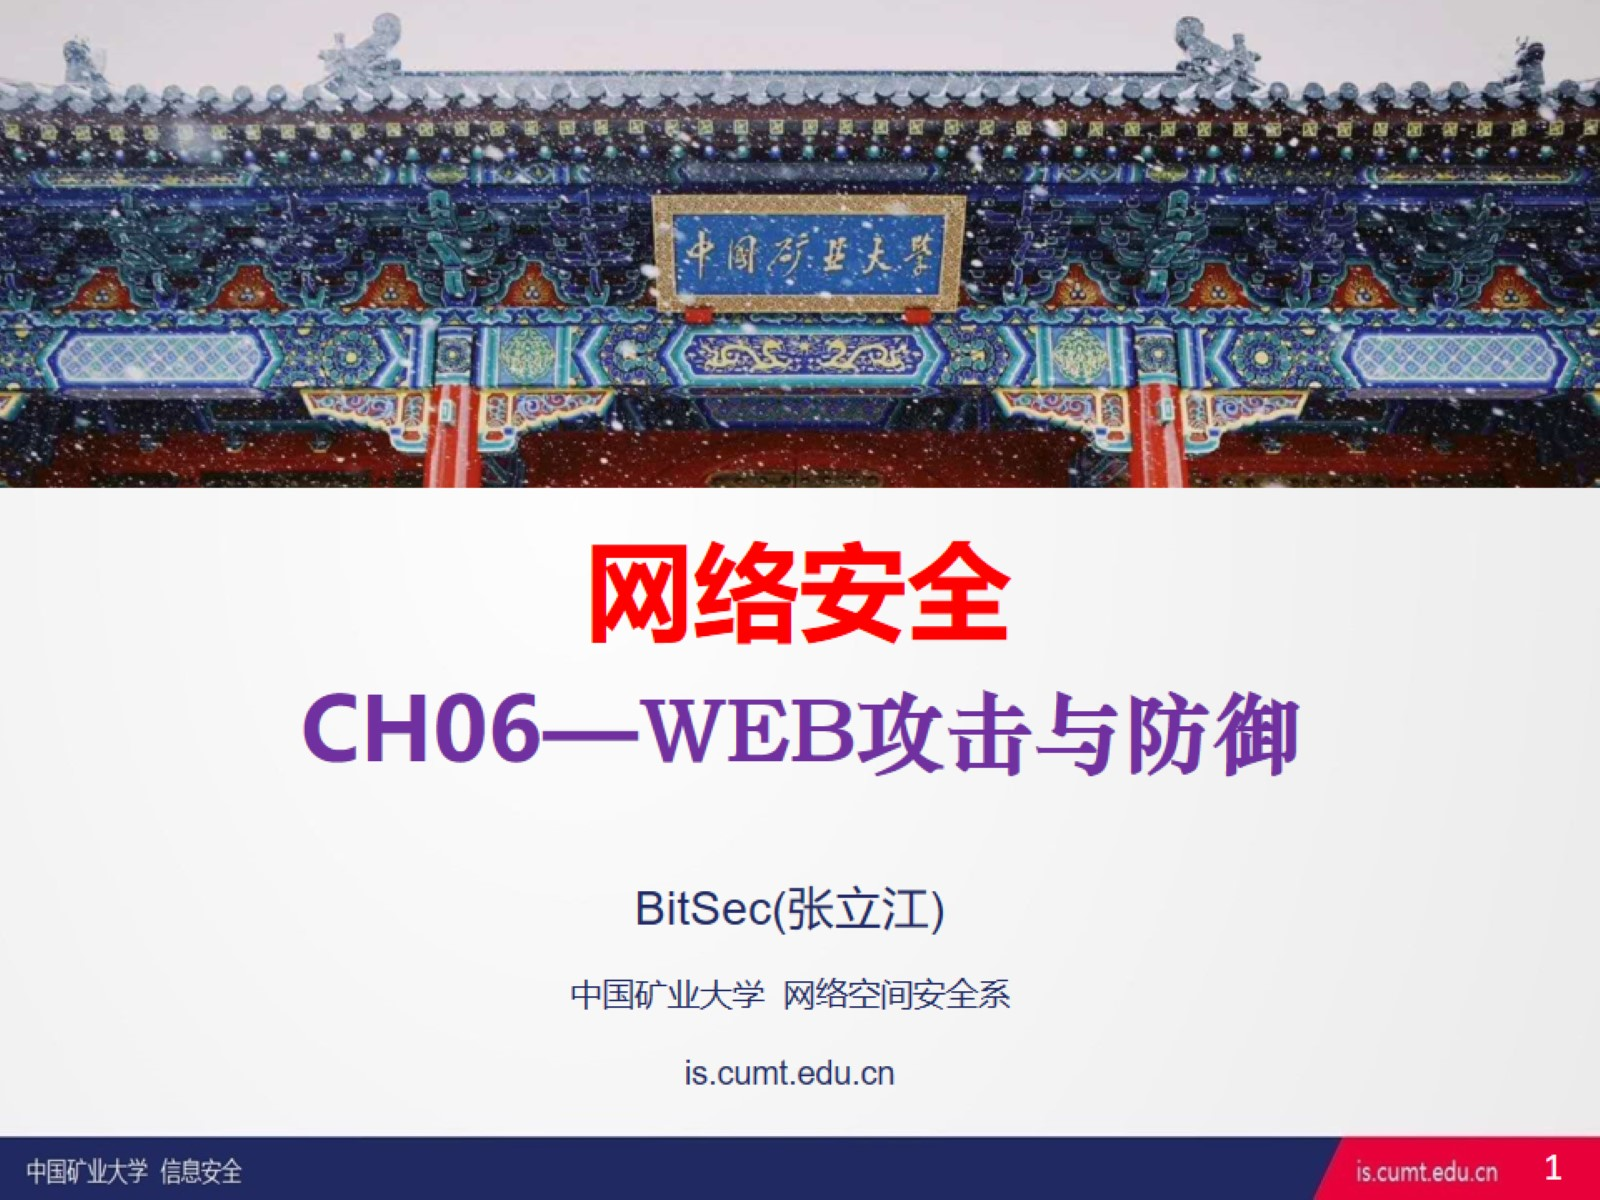 中国矿业大學
网络安全
CH06—WEB攻击与防御
BitSec(张立江)
中国矿业大学 网络空间安全系
is.cumt.edu.cn
中国矿业大学 信息安全
is.cumt.edu.cn 1